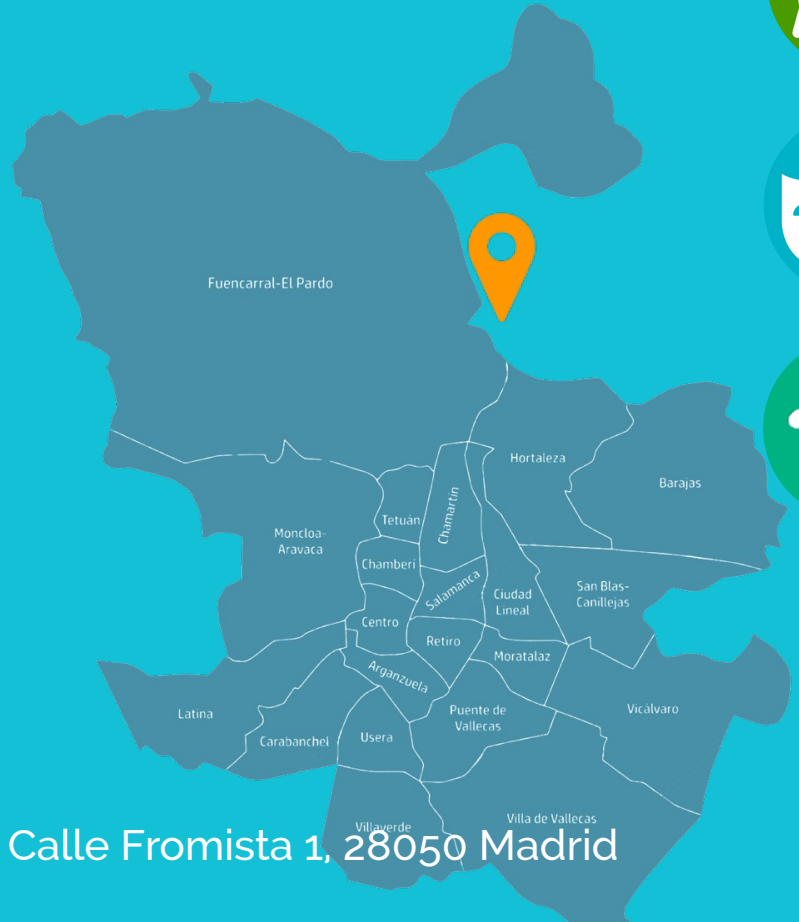 Fuencarral-El Pardo
Hortaleza
Barajas
Chamartín
Tetuán
Moncloa-
Aravaca
Chamberí
Salamanca
Ciudad
Lineal
San Blas-
Canillejas
Centro
Retiro
Moratalaz
Arganzuela
Latina
Carabanchel
Usera
Puente de
Vallecas
Vicálvaro
Villaverde
Villa de Vallecas
Calle Fromista 1, 28050 Madrid